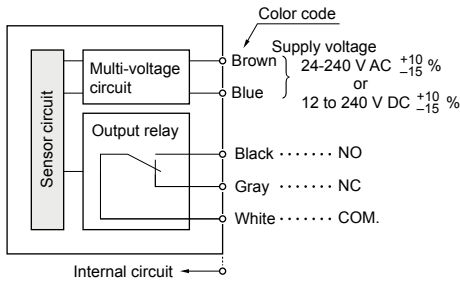 Color code
Supply voltage
24-240 V AC +10 −15 %
or
12 to 240 V DC +10 −15 %
Brown
Blue
Multi-voltage
circuit
Sensor circuit
Output relay
Black ······· NO
Gray ······· NC
White ······· COM.
Internal circuit